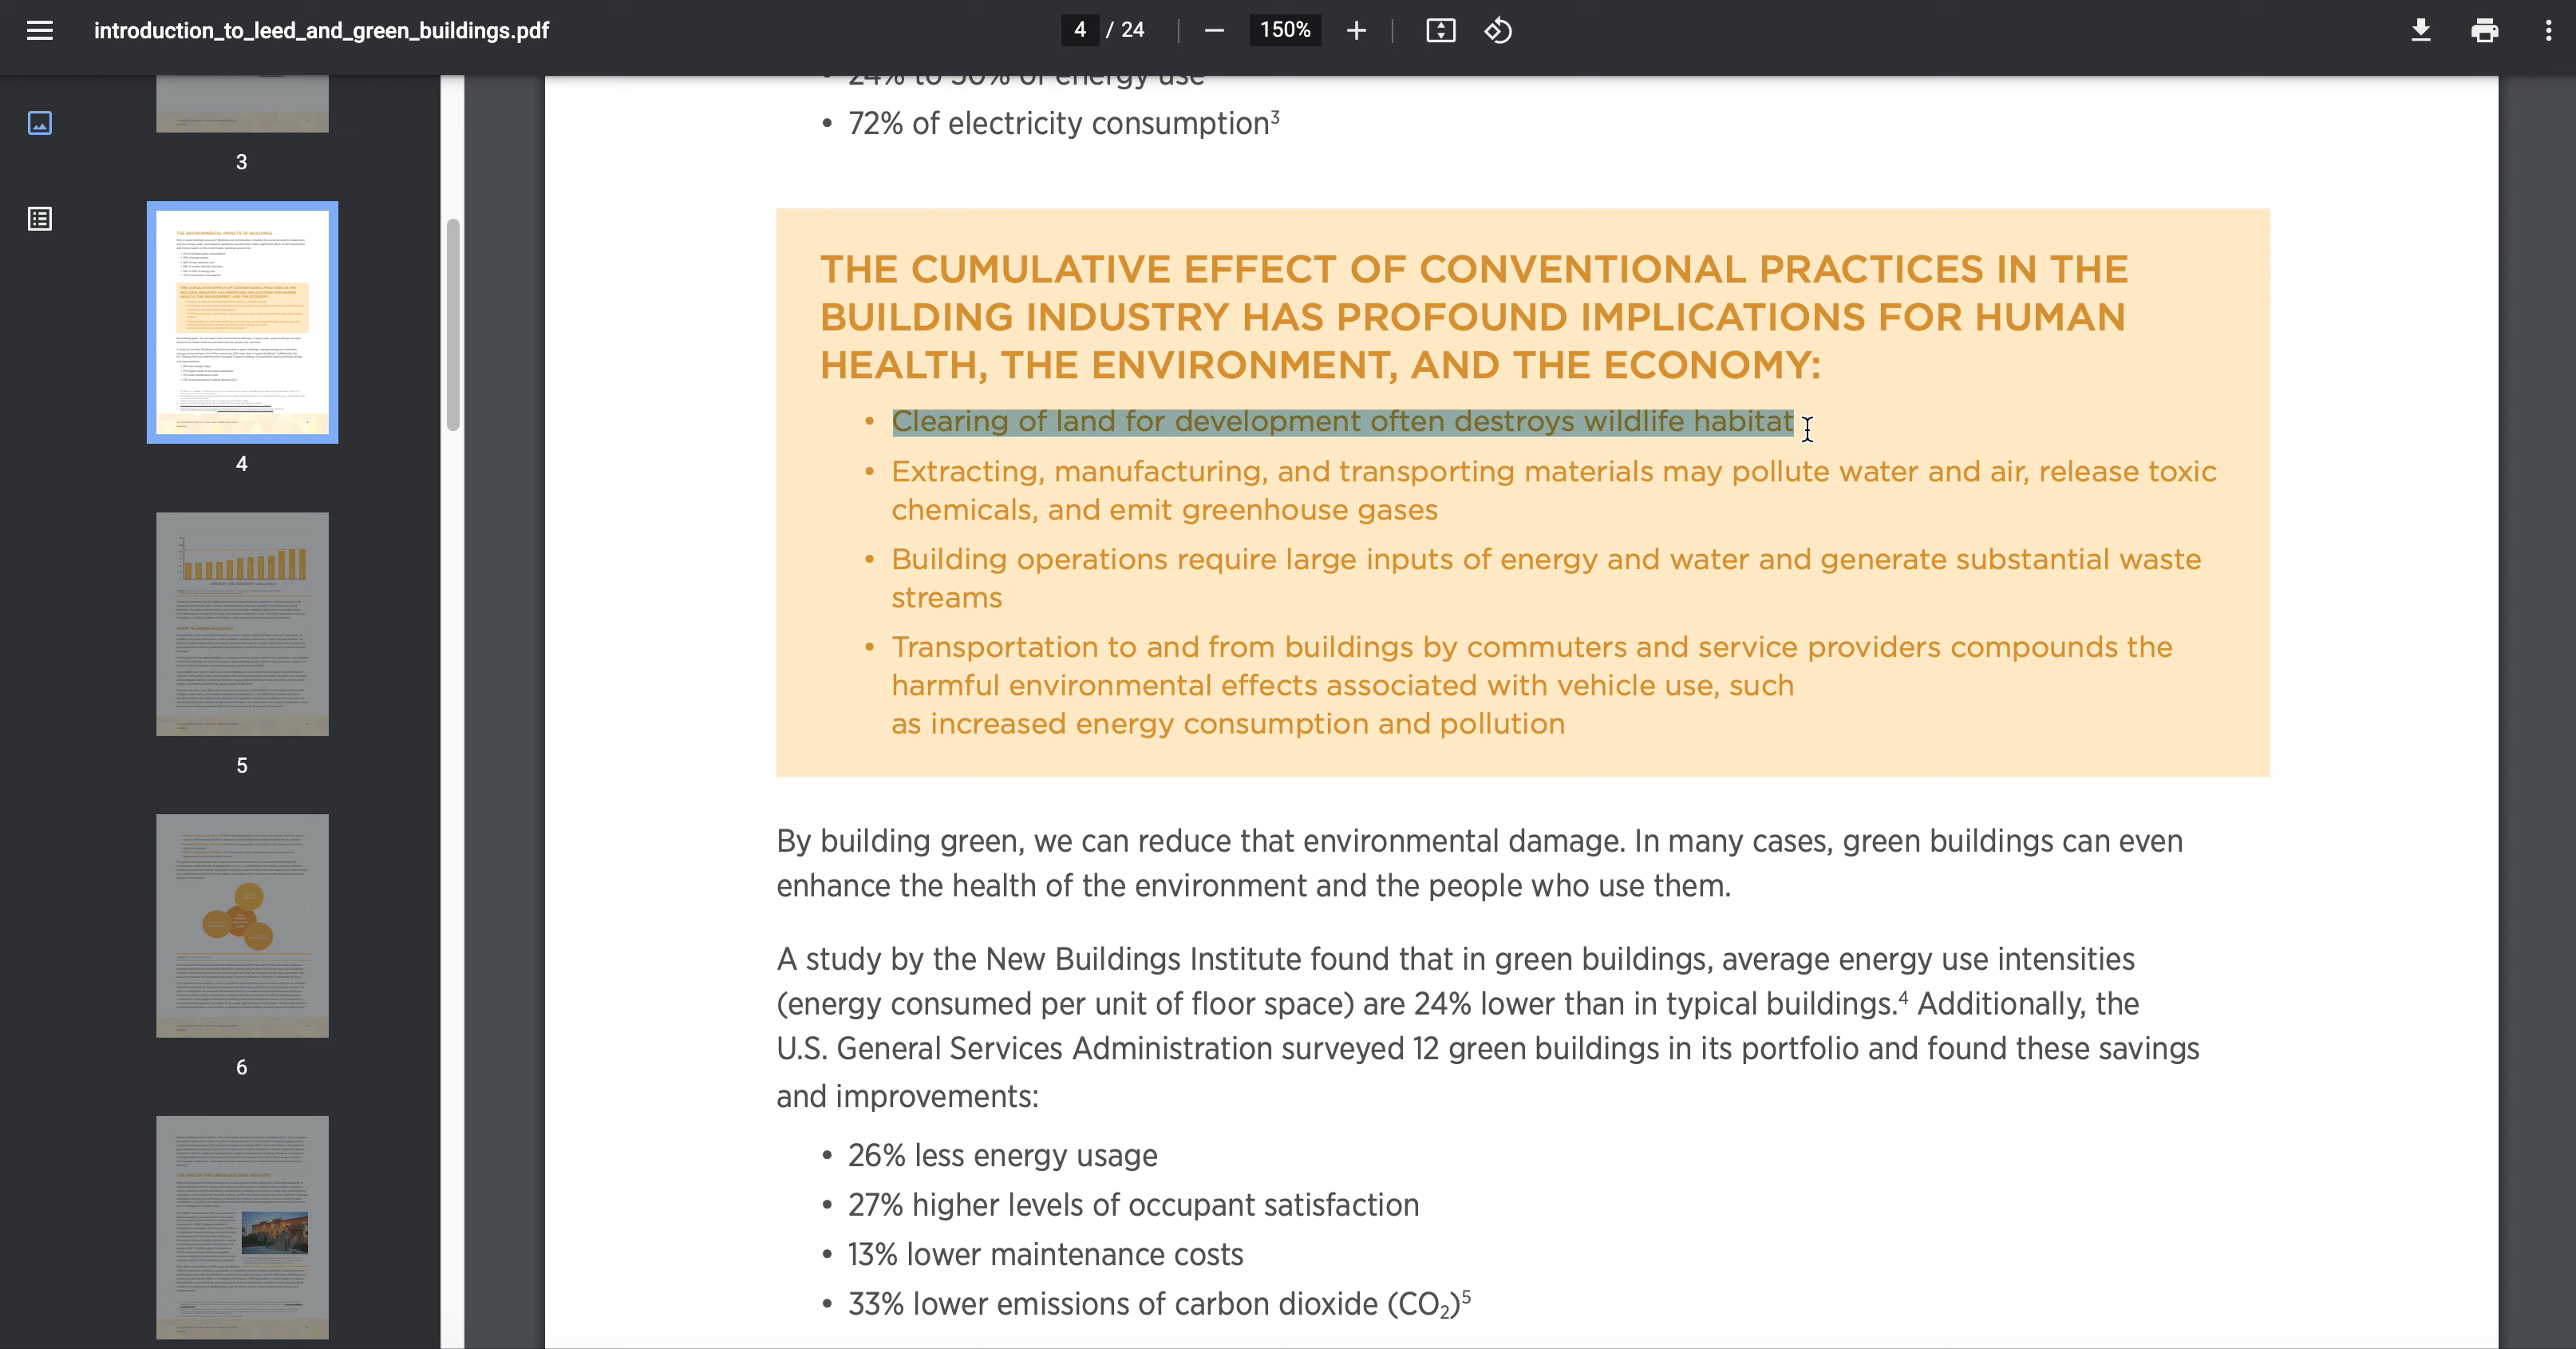 introduction_to_leed_and_green_buildings.pdf
4 / 24
150%
3
4
5
6
24% to 50% of energy use
• 72% of electricity consumption³
THE CUMULATIVE EFFECT OF CONVENTIONAL PRACTICES IN THE
BUILDING INDUSTRY HAS PROFOUND IMPLICATIONS FOR HUMAN
HEALTH, THE ENVIRONMENT, AND THE ECONOMY:
• Clearing of land for development often destroys wildlife habitat
• Extracting, manufacturing, and transporting materials may pollute water and air, release toxic
chemicals, and emit greenhouse gases
• Building operations require large inputs of energy and water and generate substantial waste
streams
• Transportation to and from buildings by commuters and service providers compounds the
harmful environmental effects associated with vehicle use, such
as increased energy consumption and pollution
By building green, we can reduce that environmental damage. In many cases, green buildings can even
enhance the health of the environment and the people who use them.
A study by the New Buildings Institute found that in green buildings, average energy use intensities
(energy consumed per unit of floor space) are 24% lower than in typical buildings.⁴ Additionally, the
U.S. General Services Administration surveyed 12 green buildings in its portfolio and found these savings
and improvements:
• 26% less energy usage
• 27% higher levels of occupant satisfaction
• 13% lower maintenance costs
• 33% lower emissions of carbon dioxide (CO₂)⁵